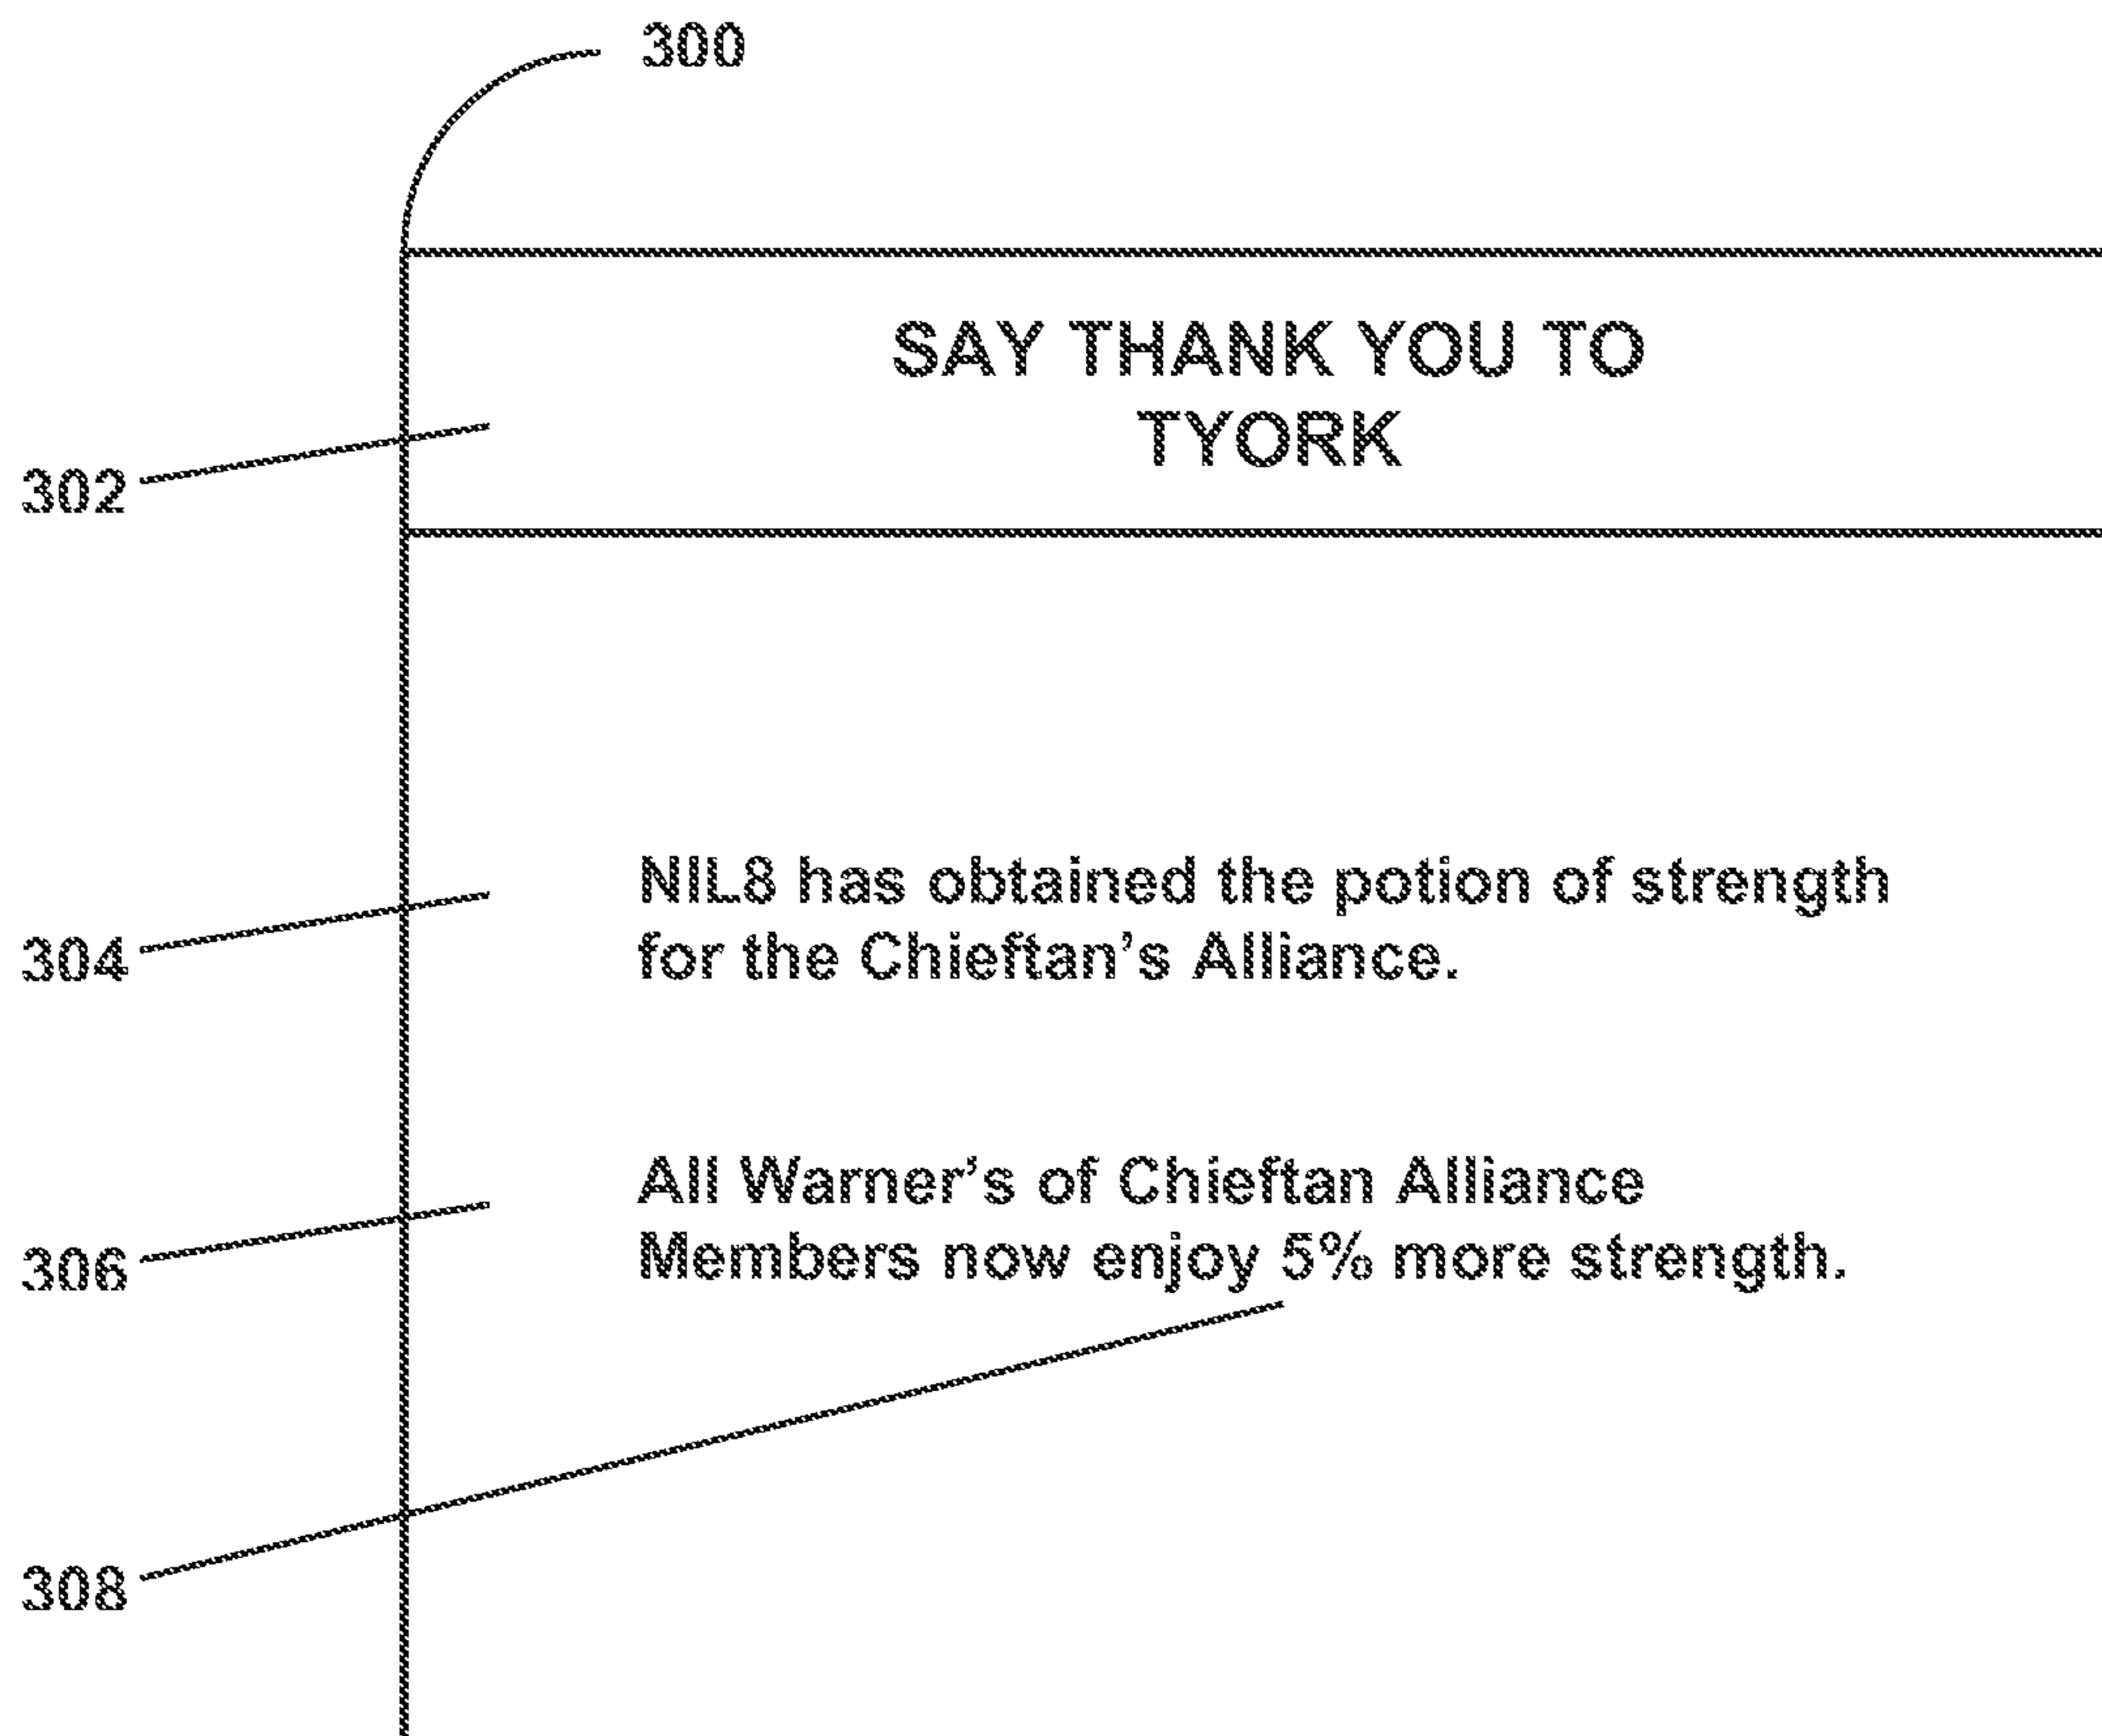 300
SAY THANK YOU TO
TYORK
302
NIL8 has obtained the potion of strength
for the Chieftan's Alliance.
304
All Warner's of Chieftan Alliance
Members now enjoy 5% more strength.
306
308